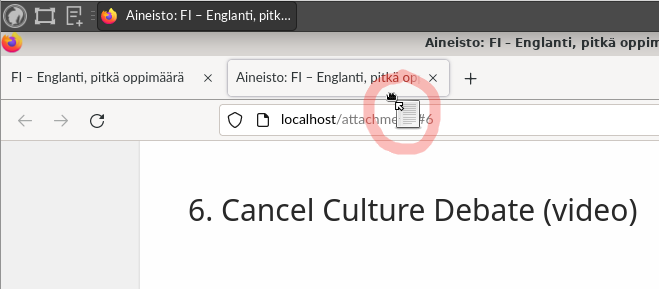 Aineisto: FI – Englanti, pitk...
Aineisto: FI – Englanti, pitkä oppim
FI – Englanti, pitkä oppimäärä
Aineisto: FI – Englanti, pitkä op
localhost/attachme #6
6. Cancel Culture Debate (video)